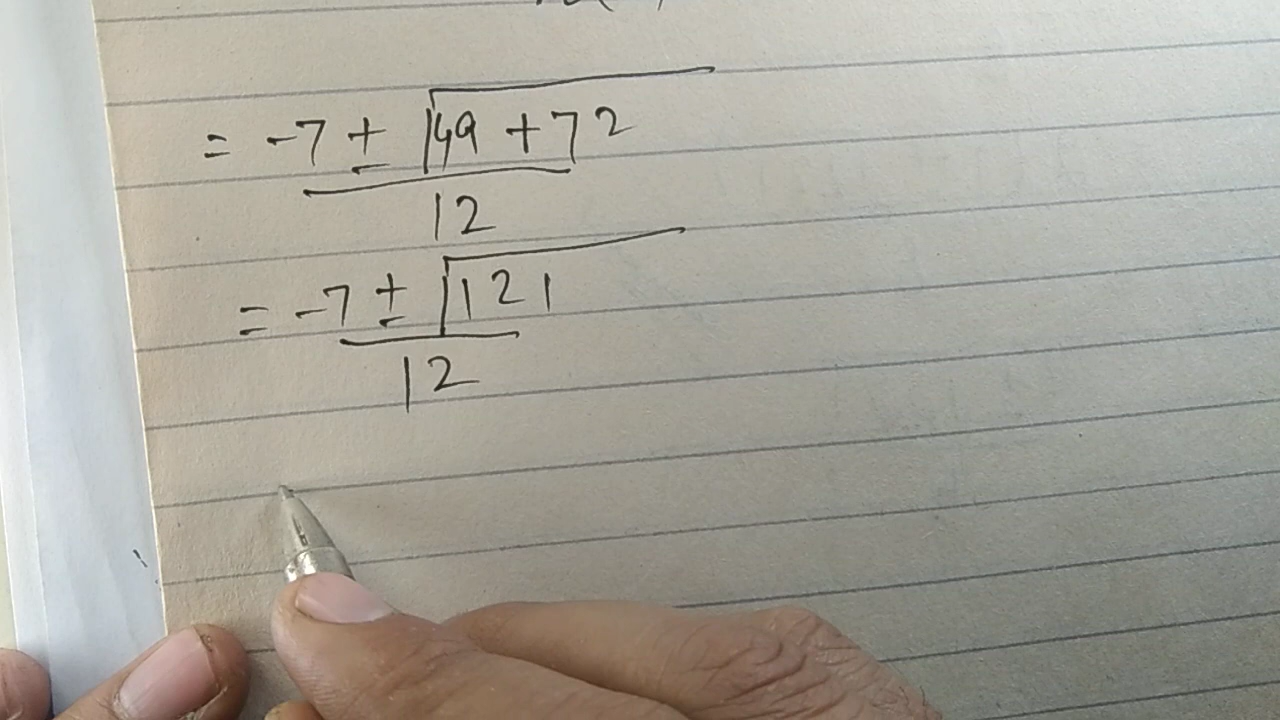 = -7 ± √49 + 72
12
= -7 ± √121
12